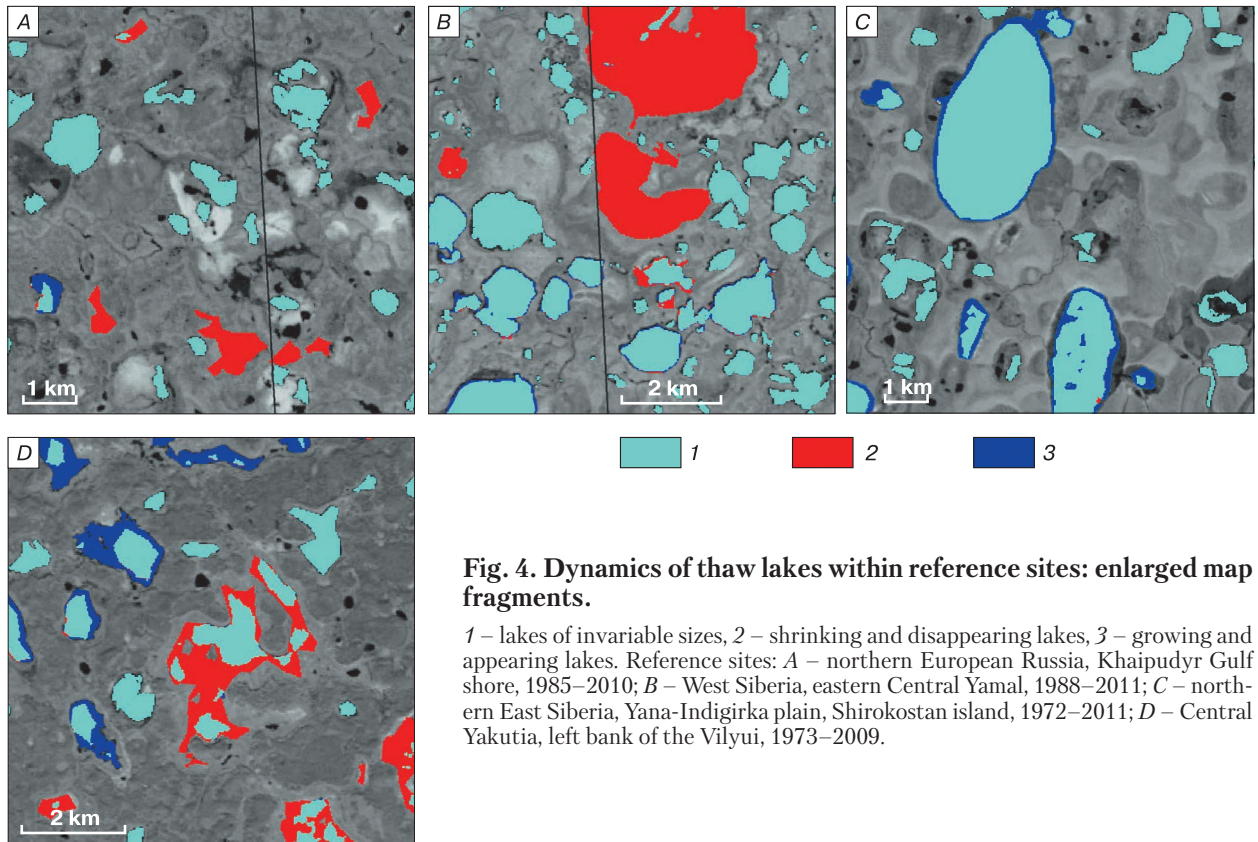 A
B
C
1 km
2 km
1 km
D
1
2
3
2 km
Fig. 4. Dynamics of thaw lakes within reference sites: enlarged map
fragments.
1 – lakes of invariable sizes, 2 – shrinking and disappearing lakes, 3 – growing and
appearing lakes. Reference sites: A – northern European Russia, Khaipudyr Gulf
shore, 1985–2010; B – West Siberia, eastern Central Yamal, 1988–2011; C – north-
ern East Siberia, Yana-Indigirka plain, Shirokostan island, 1972–2011; D – Central
Yakutia, left bank of the Vilyui, 1973–2009.